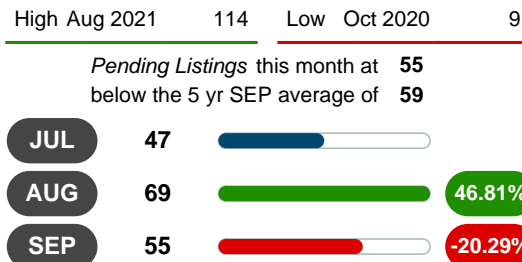 High Aug 2021 114 Low Oct 2020 9
Pending Listings this month at 55
below the 5 yr SEP average of 59
JUL 47
AUG 69 46.81%
SEP 55 -20.29%